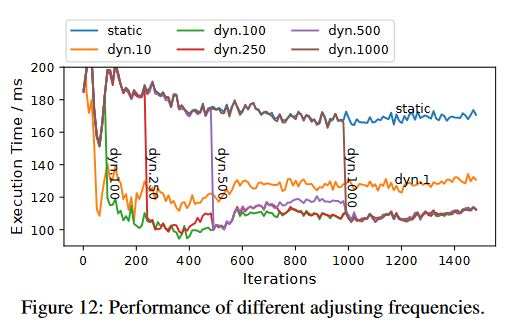 static dyn.100 dyn.500
dyn.10 dyn.250 dyn.1000
Execution Time / ms
200
180
160
140
120
100
static
dyn.1
dyn.100
dyn.250
dyn.500
dyn.1000
0 200 400 600 800 1000 1200 1400
Iterations
Figure 12: Performance of different adjusting frequencies.